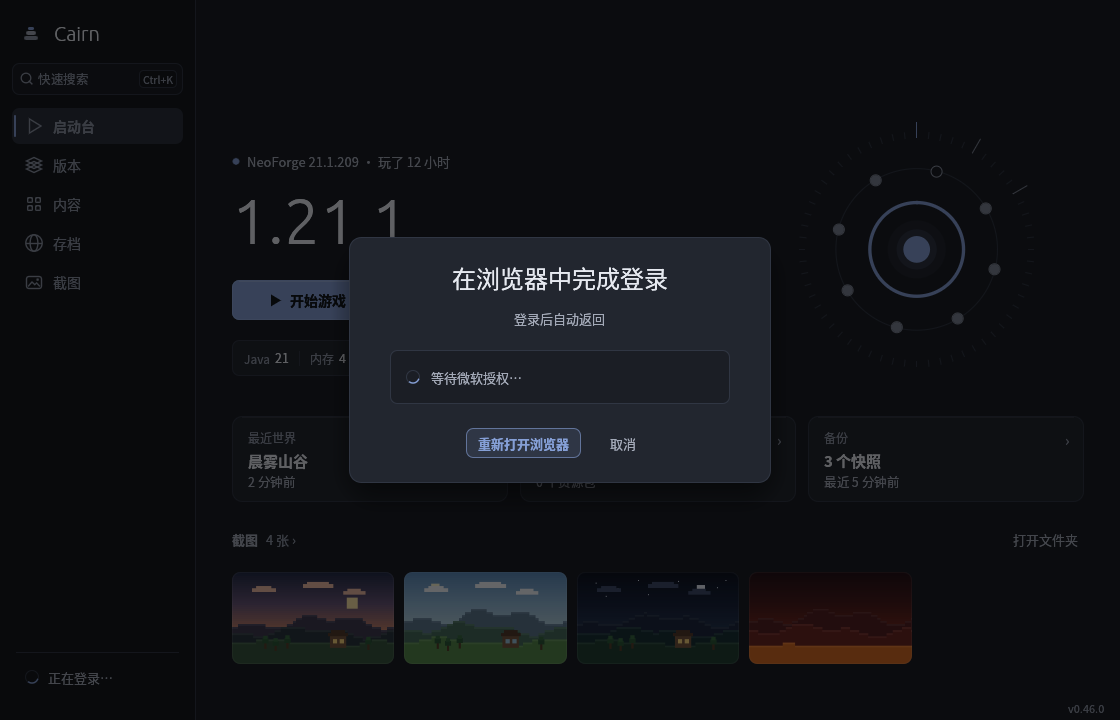 Cairn
快速搜索 Ctrl+K
启动台
版本
内容
存档
截图
正在登录…
NeoForge 21.1.209 · 玩了 12 小时
1.21 1
开始游戏
Java 21 内存 4
在浏览器中完成登录
登录后自动返回
等待微软授权…
重新打开浏览器 取消
最近世界
晨雾山谷
2 分钟前
备份
3 个快照
最近 5 分钟前
截图 4 张 ›
打开文件夹
v0.46.0